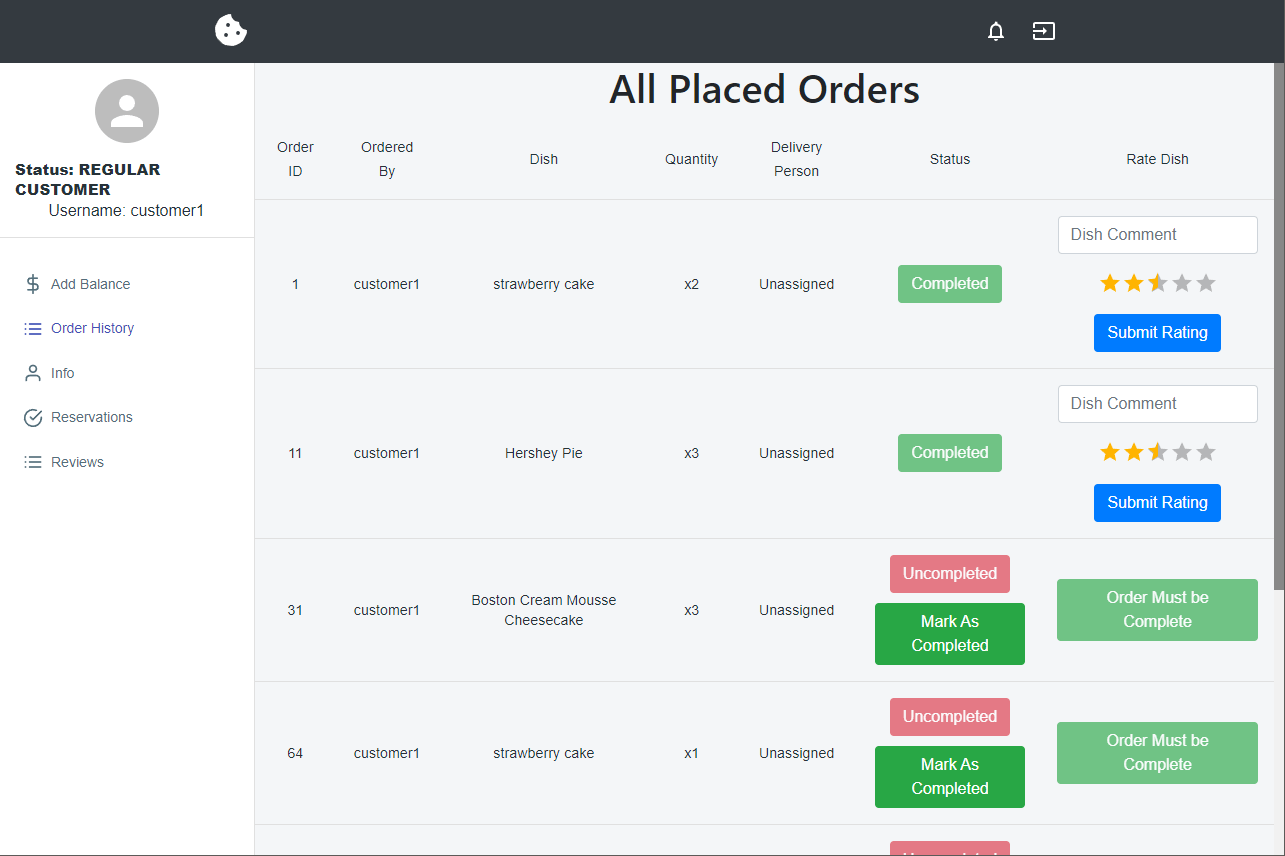 All Placed Orders
Status: REGULAR
CUSTOMER
Username: customer1
Add Balance
Order History
Info
Reservations
Reviews
Order
ID
Ordered
By
Dish
Quantity
Delivery
Person
Status
Rate Dish
1
customer1
strawberry cake
x2
Unassigned
Completed
Dish Comment
Submit Rating
11
customer1
Hershey Pie
x3
Unassigned
Completed
Dish Comment
Submit Rating
31
customer1
Boston Cream Mousse
Cheesecake
x3
Unassigned
Uncompleted
Mark As
Completed
Order Must be
Complete
64
customer1
strawberry cake
x1
Unassigned
Uncompleted
Mark As
Completed
Order Must be
Complete